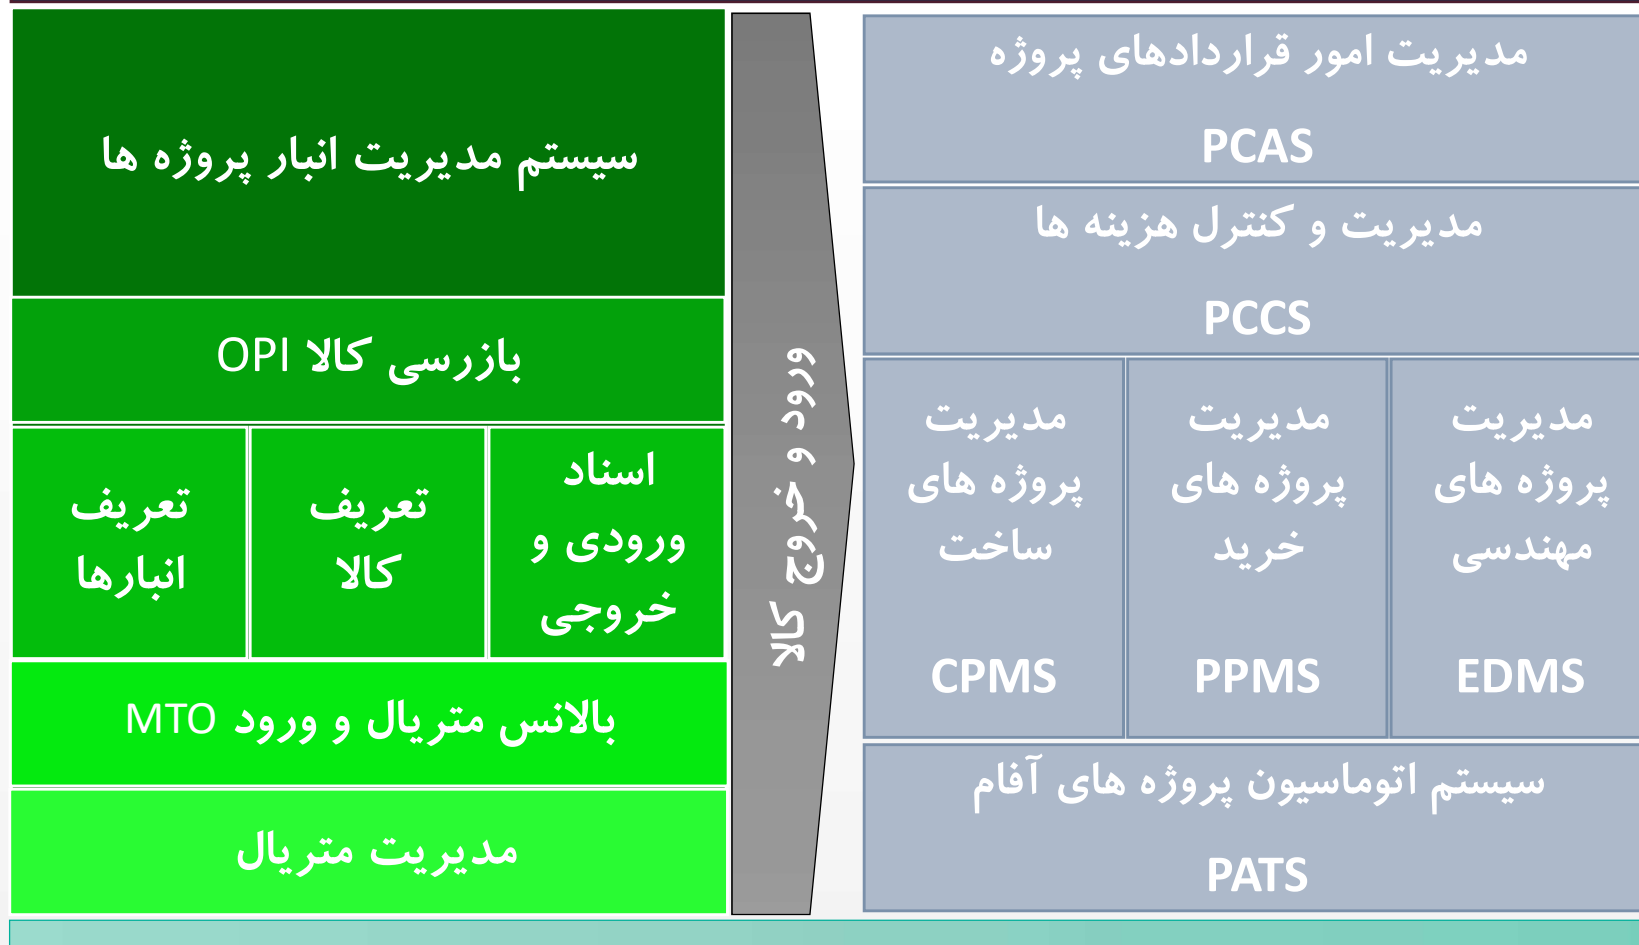 مدیریت امور قراردادهای پروژه
PCAS
مدیریت و کنترل هزینه ها
PCCS
مدیریت
پروژه های
مهندسی
EDMS
مدیریت
پروژه های
خرید
PPMS
مدیریت
پروژه های
ساخت
CPMS
سیستم اتوماسیون پروژه های آفام
PATS
ورود و خروج کالا
سیستم مدیریت انبار پروژه ها
بازرسی کالا OPI
اسناد
ورودی و
خروجی
تعریف
کالا
تعریف
انبارها
بالانس متریال و ورود MTO
مدیریت متریال